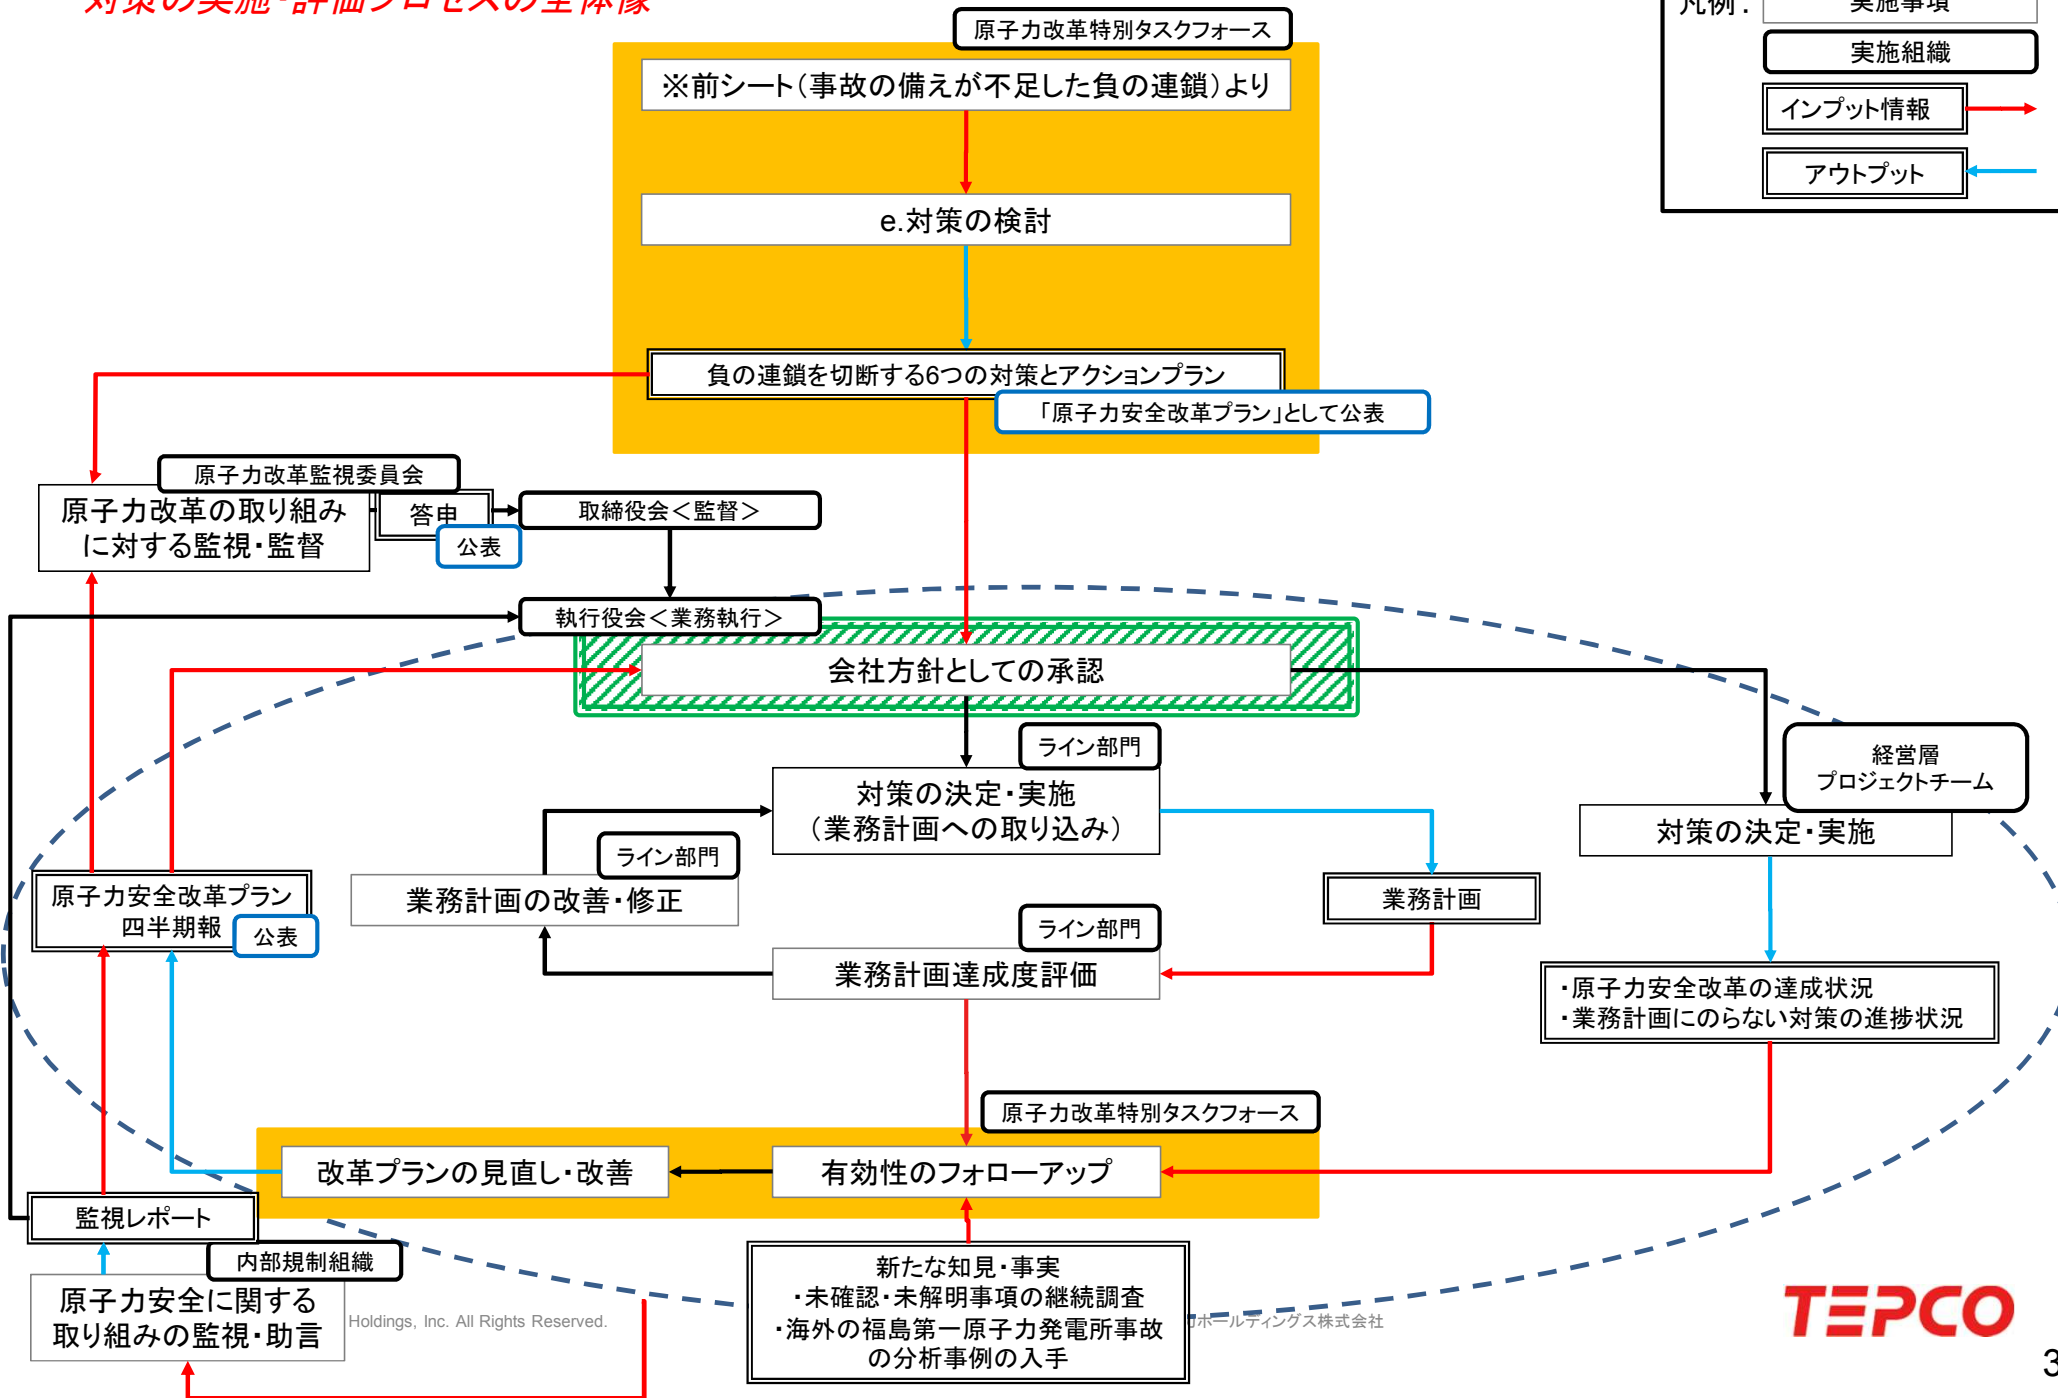 対策の実施・評価プロセスの全体像
凡例：
実施事項
実施組織
インプット情報
アウトプット
原子力改革特別タスクフォース
※前シート（事故の備えが不足した負の連鎖）より
e.対策の検討
負の連鎖を切断する6つの対策とアクションプラン
「原子力安全改革プラン」として公表
原子力改革監視委員会
原子力改革の取り組み
に対する監視・監督
答申
公表
取締役会＜監督＞
執行役会＜業務執行＞
会社方針としての承認
ライン部門
対策の決定・実施
（業務計画への取り込み）
経営層
プロジェクトチーム
対策の決定・実施
ライン部門
業務計画の改善・修正
業務計画
原子力安全改革プラン
四半期報
公表
ライン部門
業務計画達成度評価
・原子力安全改革の達成状況
・業務計画にのらない対策の進捗状況
原子力改革特別タスクフォース
改革プランの見直し・改善
有効性のフォローアップ
監視レポート
内部規制組織
原子力安全に関する
取り組みの監視・助言
新たな知見・事実
・未確認・未解明事項の継続調査
・海外の福島第一原子力発電所事故
の分析事例の入手
Holdings, Inc. All Rights Reserved.
ホールディングス株式会社
TEPCO